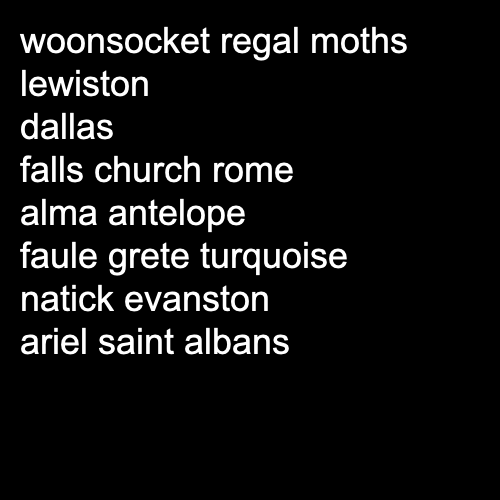 woonsocket regal moths
lewiston
dallas
falls church rome
alma antelope
faule grete turquoise
natick evanston
ariel saint albans